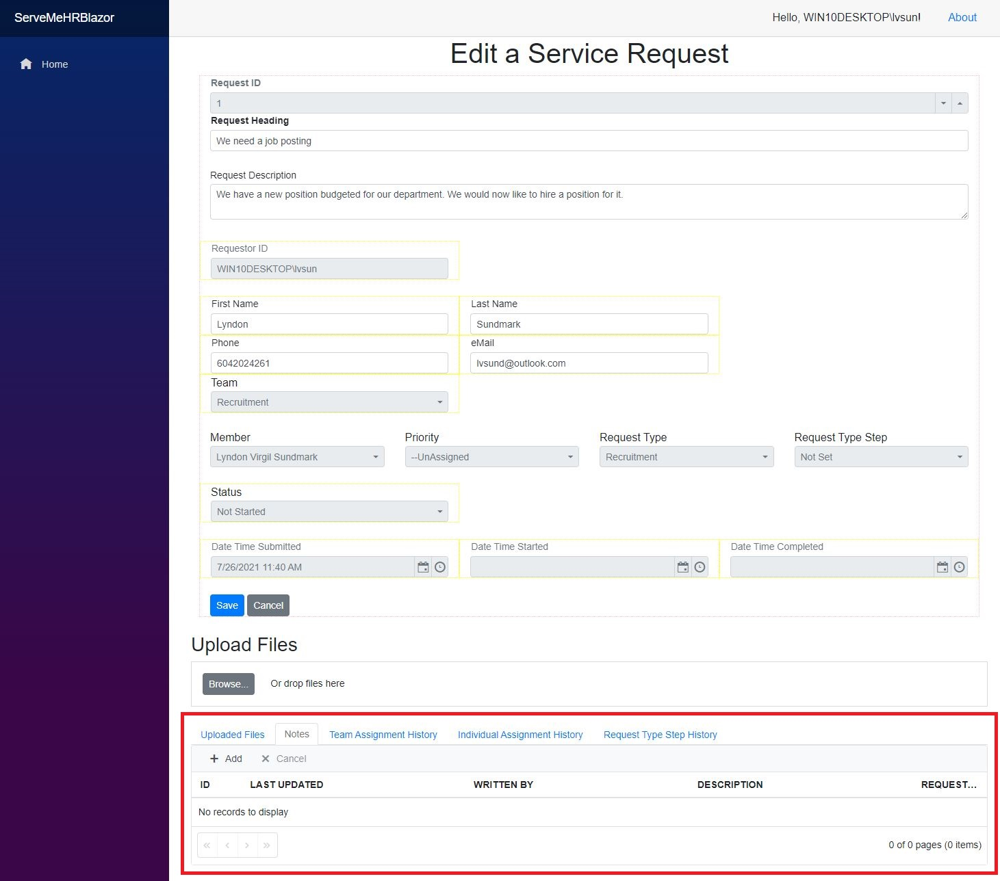 ServeMeHRBlazor
Hello, WIN10DESKTOP\lvsun!
About
Home
Edit a Service Request
Request ID
1
Request Heading
We need a job posting
Request Description
We have a new position budgeted for our department. We would now like to hire a position for it.
Requestor ID
WIN10DESKTOP\lvsun
First Name
Last Name
Lyndon
Sundmark
Phone
eMail
6042024261
lvsund@outlook.com
Team
Recruitment
Member
Priority
Request Type
Request Type Step
Lyndon Virgil Sundmark
--UnAssigned
Recruitment
Not Set
Status
Not Started
Date Time Submitted
Date Time Started
Date Time Completed
7/26/2021 11:40 AM
Save
Cancel
Upload Files
Browse...
Or drop files here
Uploaded Files
Notes
Team Assignment History
Individual Assignment History
Request Type Step History
+ Add
× Cancel
ID
LAST UPDATED
WRITTEN BY
DESCRIPTION
REQUEST...
No records to display
« ‹ › »
0 of 0 pages (0 items)